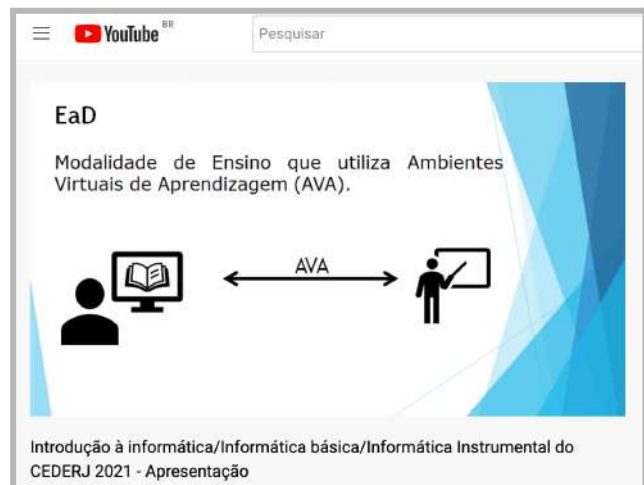 YouTube BR
Pesquisar
EaD
Modalidade de Ensino que utiliza Ambientes
Virtuais de Aprendizagem (AVA).
AVA
Introdução à informática/Informática básica/Informática Instrumental do
CEDERJ 2021 - Apresentação